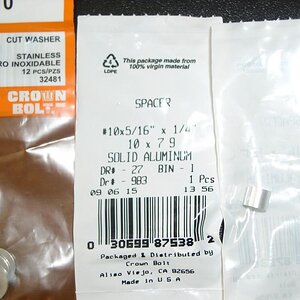 0
CUT WASHER
STAINLESS
RO INOXIDABLE
12 PCS/PZS
32481
CROWN
BOLT
LDPE
This package made from
100% virgin material
SPACER
#10x5/16" x 1/4"
10 x 7 9
SOLID ALUMINUM
DR# - 27 BIN - I
Dr# - 983 1 Pcs
09 06 15 13 56
0 30699 87538 2
Packaged & Distributed by
Crown Bolt
Aliso Viejo, CA 92656
Made in U S A